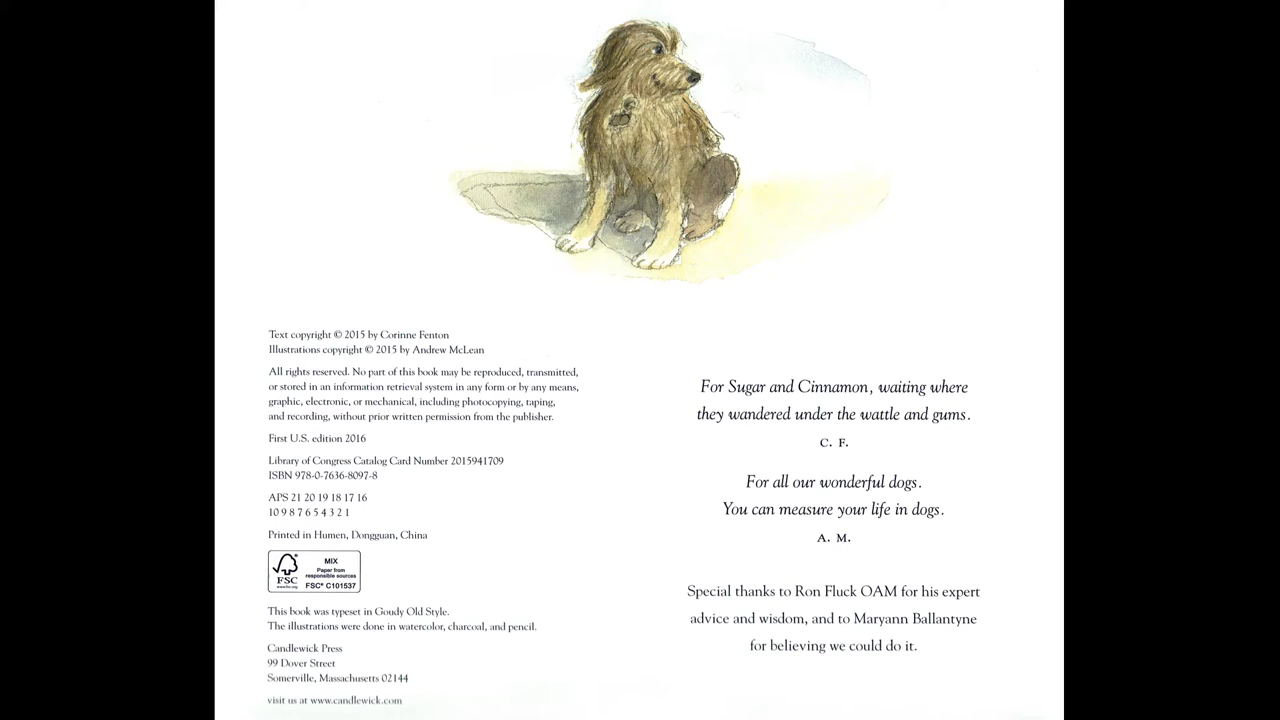 Text copyright © 2015 by Corinne Fenton
Illustrations copyright © 2015 by Andrew McLean
All rights reserved. No part of this book may be reproduced, transmitted,
or stored in an information retrieval system in any form or by any means,
graphic, electronic, or mechanical, including photocopying, taping,
and recording, without prior written permission from the publisher.
First U.S. edition 2016
Library of Congress Catalog Card Number 2015941709
ISBN 978-0-7636-8097-8
APS 21 20 19 18 17 16
10 9 8 7 6 5 4 3 2 1
Printed in Humen, Dongguan, China
FSC
www.fsc.org
MIX
Paper from
responsible sources
FSC® C101537
This book was typeset in Goudy Old Style.
The illustrations were done in watercolor, charcoal, and pencil.
Candlewick Press
99 Dover Street
Somerville, Massachusetts 02144
visit us at www.candlewick.com
For Sugar and Cinnamon, waiting where
they wandered under the wattle and gums.
C. F.
For all our wonderful dogs.
You can measure your life in dogs.
A. M.
Special thanks to Ron Fluck OAM for his expert
advice and wisdom, and to Maryann Ballantyne
for believing we could do it.